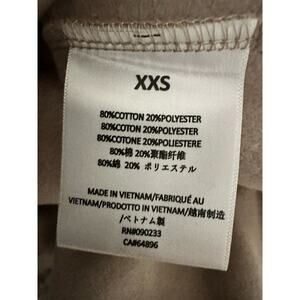 XXS
80%COTTON 20%POLYESTER
80%COTON 20%POLYESTER
80%COTONE 20%POLIESTERE
80%棉 20%聚酯纤维
80%綿 20% ポリエステル
MADE IN VIETNAM/FABRIQUÉ AU
VIETNAM/PRODOTTO IN VIETNAM/越南制造
/ベトナム製
RN#090233
CA#64896